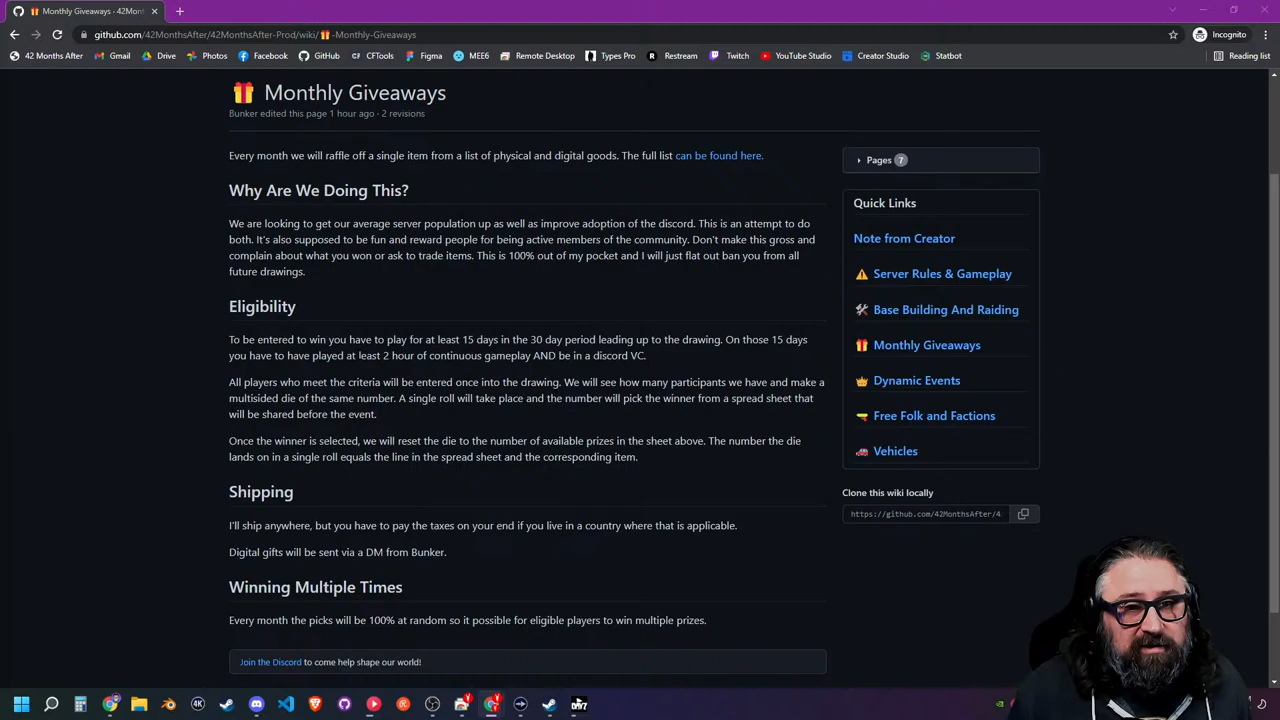 Monthly Giveaways · 42Mont
github.com/42MonthsAfter/42MonthsAfter-Prod/wiki/🎁-Monthly-Giveaways
Incognito
42 Months After
Gmail
Drive
Photos
Facebook
GitHub
CFTools
Figma
MEE6
Remote Desktop
Types Pro
Restream
Twitch
YouTube Studio
Creator Studio
Statbot
Reading list
🎁 Monthly Giveaways
Bunker edited this page 1 hour ago · 2 revisions
Every month we will raffle off a single item from a list of physical and digital goods. The full list can be found here.
Why Are We Doing This?
We are looking to get our average server population up as well as improve adoption of the discord. This is an attempt to do
both. It's also supposed to be fun and reward people for being active members of the community. Don't make this gross and
complain about what you won or ask to trade items. This is 100% out of my pocket and I will just flat out ban you from all
future drawings.
Eligibility
To be entered to win you have to play for at least 15 days in the 30 day period leading up to the drawing. On those 15 days
you have to have played at least 2 hour of continuous gameplay AND be in a discord VC.
All players who meet the criteria will be entered once into the drawing. We will see how many participants we have and make a
multisided die of the same number. A single roll will take place and the number will pick the winner from a spread sheet that
will be shared before the event.
Once the winner is selected, we will reset the die to the number of available prizes in the sheet above. The number the die
lands on in a single roll equals the line in the spread sheet and the corresponding item.
Shipping
I'll ship anywhere, but you have to pay the taxes on your end if you live in a country where that is applicable.
Digital gifts will be sent via a DM from Bunker.
Winning Multiple Times
Every month the picks will be 100% at random so it possible for eligible players to win multiple prizes.
Join the Discord to come help shape our world!
Pages 7
Quick Links
Note from Creator
⚠️ Server Rules & Gameplay
🛠️ Base Building And Raiding
🎁 Monthly Giveaways
👑 Dynamic Events
🔫 Free Folk and Factions
🚗 Vehicles
Clone this wiki locally
https://github.com/42MonthsAfter/4